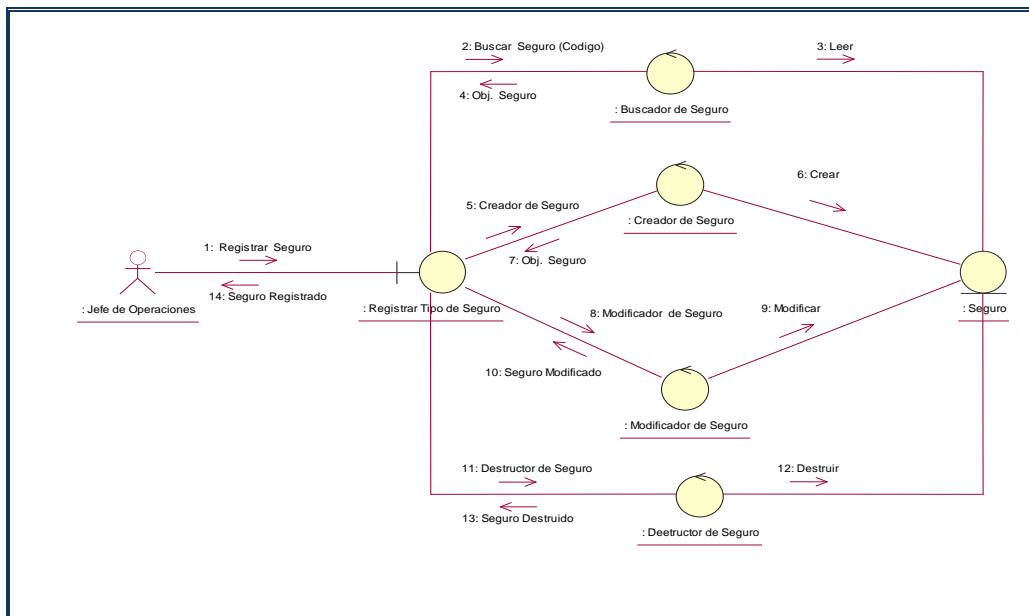 2: Buscar Seguro (Codigo)
3: Leer
4: Obj. Seguro
: Buscador de Seguro
6: Crear
5: Creador de Seguro
: Creador de Seguro
1: Registrar Seguro
7: Obj. Seguro
14: Seguro Registrado
: Jefe de Operaciones
: Registrar Tipo de Seguro
: Seguro
8: Modificador de Seguro
9: Modificar
10: Seguro Modificado
: Modificador de Seguro
11: Destructor de Seguro
12: Destruir
13: Seguro Destruido
: Deetructor de Seguro